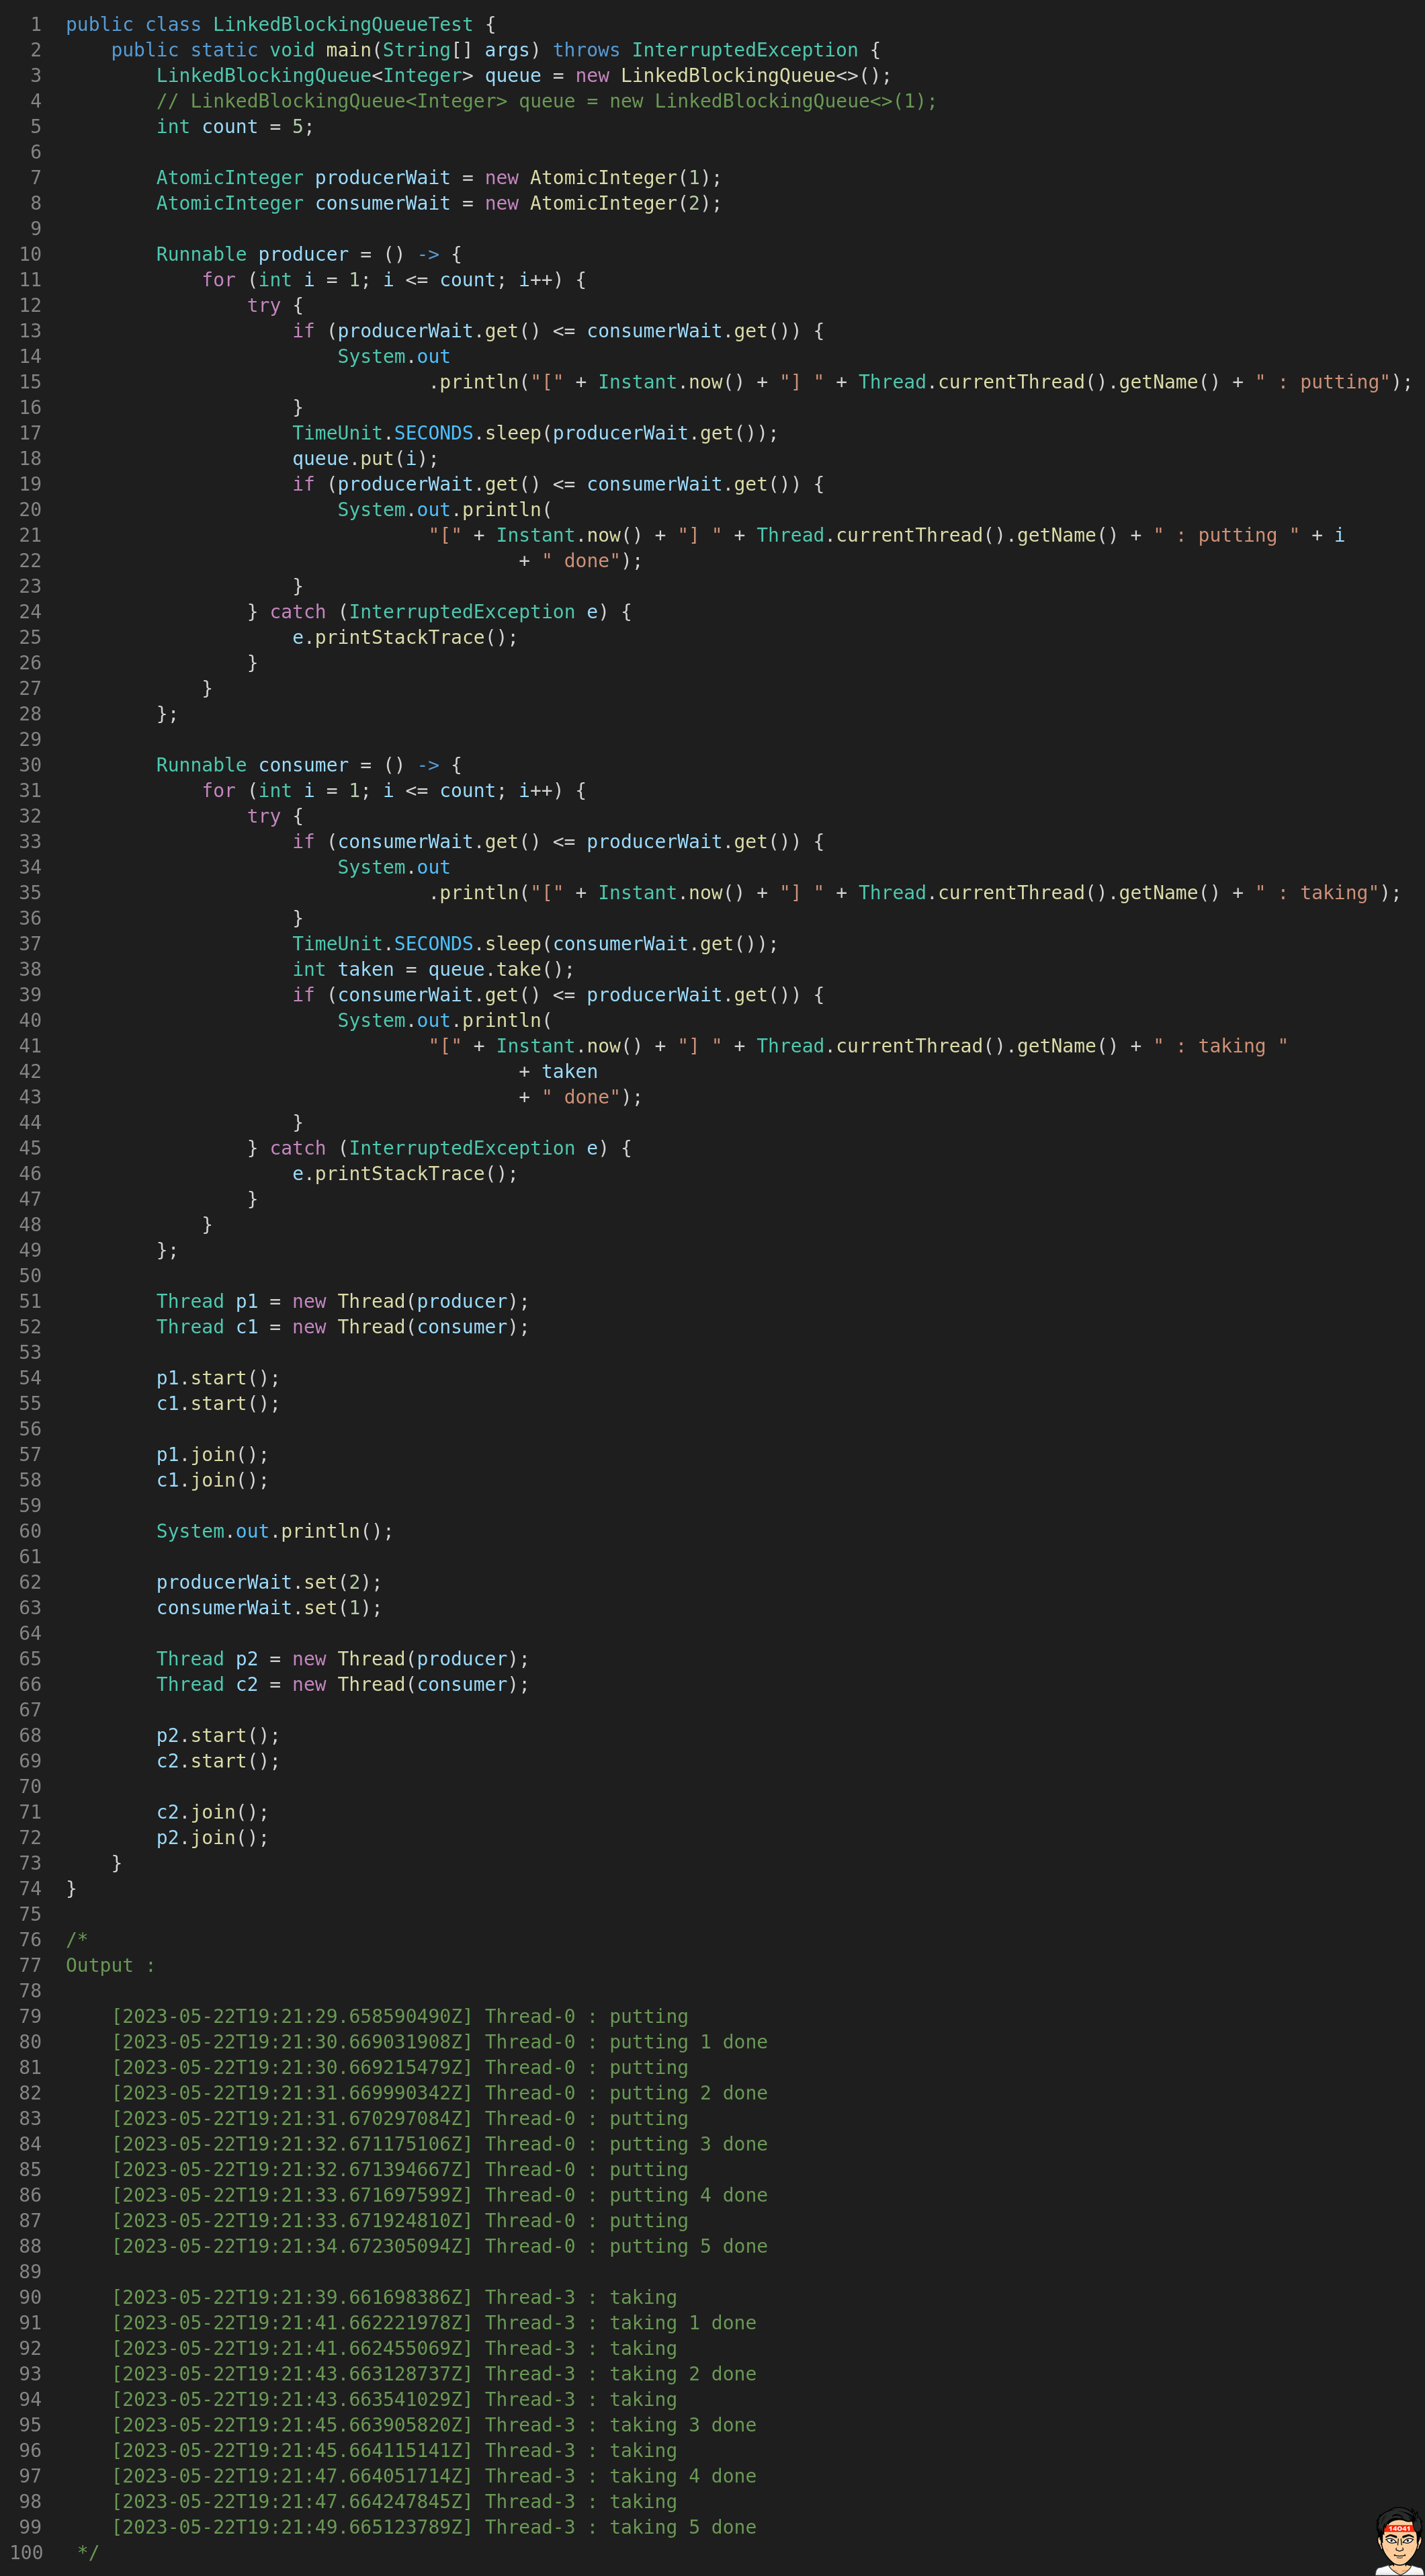 1 public class LinkedBlockingQueueTest {
2     public static void main(String[] args) throws InterruptedException {
3         LinkedBlockingQueue<Integer> queue = new LinkedBlockingQueue<>();
4         // LinkedBlockingQueue<Integer> queue = new LinkedBlockingQueue<>(1);
5         int count = 5;
6
7         AtomicInteger producerWait = new AtomicInteger(1);
8         AtomicInteger consumerWait = new AtomicInteger(2);
9
10         Runnable producer = () -> {
11             for (int i = 1; i <= count; i++) {
12                 try {
13                     if (producerWait.get() <= consumerWait.get()) {
14                         System.out
15                                 .println("[" + Instant.now() + "] " + Thread.currentThread().getName() + " : putting");
16                     }
17                     TimeUnit.SECONDS.sleep(producerWait.get());
18                     queue.put(i);
19                     if (producerWait.get() <= consumerWait.get()) {
20                         System.out.println(
21                                 "[" + Instant.now() + "] " + Thread.currentThread().getName() + " : putting " + i
22                                         + " done");
23                     }
24                 } catch (InterruptedException e) {
25                     e.printStackTrace();
26                 }
27             }
28         };
29
30         Runnable consumer = () -> {
31             for (int i = 1; i <= count; i++) {
32                 try {
33                     if (consumerWait.get() <= producerWait.get()) {
34                         System.out
35                                 .println("[" + Instant.now() + "] " + Thread.currentThread().getName() + " : taking");
36                     }
37                     TimeUnit.SECONDS.sleep(consumerWait.get());
38                     int taken = queue.take();
39                     if (consumerWait.get() <= producerWait.get()) {
40                         System.out.println(
41                                 "[" + Instant.now() + "] " + Thread.currentThread().getName() + " : taking "
42                                         + taken
43                                         + " done");
44                     }
45                 } catch (InterruptedException e) {
46                     e.printStackTrace();
47                 }
48             }
49         };
50
51         Thread p1 = new Thread(producer);
52         Thread c1 = new Thread(consumer);
53
54         p1.start();
55         c1.start();
56
57         p1.join();
58         c1.join();
59
60         System.out.println();
61
62         producerWait.set(2);
63         consumerWait.set(1);
64
65         Thread p2 = new Thread(producer);
66         Thread c2 = new Thread(consumer);
67
68         p2.start();
69         c2.start();
70
71         c2.join();
72         p2.join();
73     }
74 }
75
76 /*
77 Output :
78
79     [2023-05-22T19:21:29.658590490Z] Thread-0 : putting
80     [2023-05-22T19:21:30.669031908Z] Thread-0 : putting 1 done
81     [2023-05-22T19:21:30.669215479Z] Thread-0 : putting
82     [2023-05-22T19:21:31.669990342Z] Thread-0 : putting 2 done
83     [2023-05-22T19:21:31.670297084Z] Thread-0 : putting
84     [2023-05-22T19:21:32.671175106Z] Thread-0 : putting 3 done
85     [2023-05-22T19:21:32.671394667Z] Thread-0 : putting
86     [2023-05-22T19:21:33.671697599Z] Thread-0 : putting 4 done
87     [2023-05-22T19:21:33.671924810Z] Thread-0 : putting
88     [2023-05-22T19:21:34.672305094Z] Thread-0 : putting 5 done
89
90     [2023-05-22T19:21:39.661698386Z] Thread-3 : taking
91     [2023-05-22T19:21:41.662221978Z] Thread-3 : taking 1 done
92     [2023-05-22T19:21:41.662455069Z] Thread-3 : taking
93     [2023-05-22T19:21:43.663128737Z] Thread-3 : taking 2 done
94     [2023-05-22T19:21:43.663541029Z] Thread-3 : taking
95     [2023-05-22T19:21:45.663905820Z] Thread-3 : taking 3 done
96     [2023-05-22T19:21:45.664115141Z] Thread-3 : taking
97     [2023-05-22T19:21:47.664051714Z] Thread-3 : taking 4 done
98     [2023-05-22T19:21:47.664247845Z] Thread-3 : taking
99     [2023-05-22T19:21:49.665123789Z] Thread-3 : taking 5 done
100  */
14041